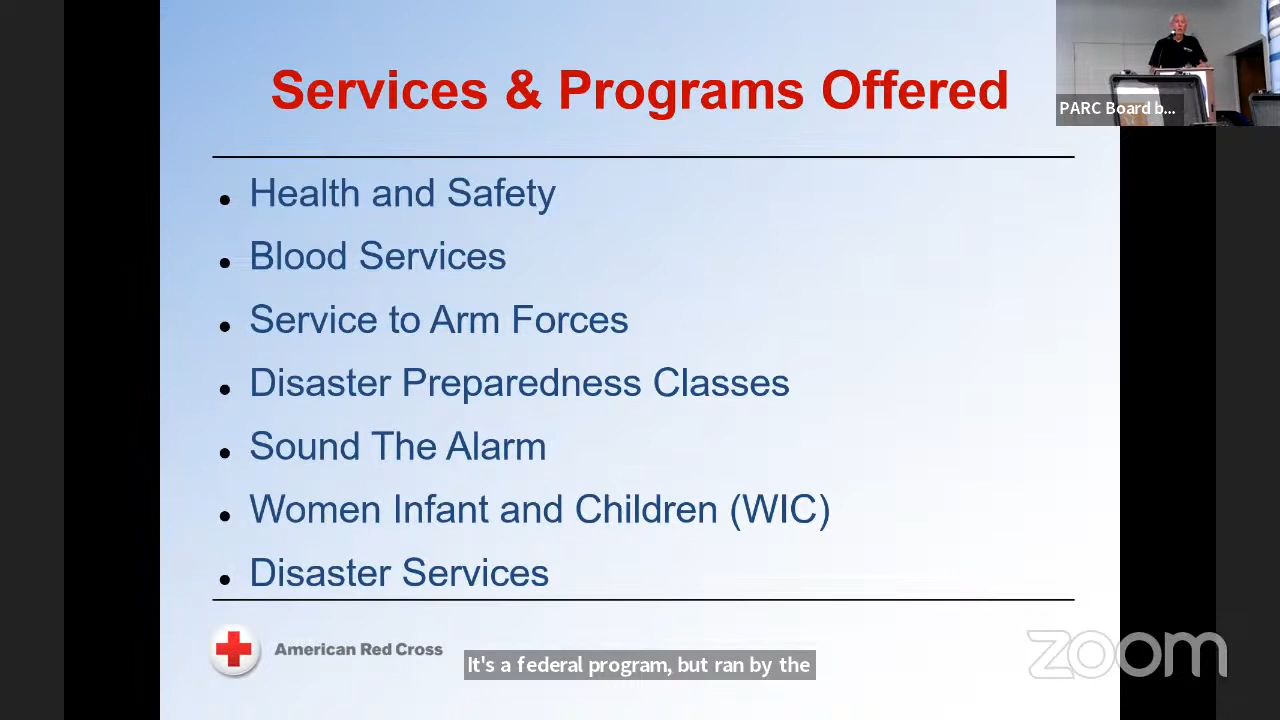 Services & Programs Offered
PARC Board b...
Health and Safety
Blood Services
Service to Arm Forces
Disaster Preparedness Classes
Sound The Alarm
Women Infant and Children (WIC)
Disaster Services
American Red Cross
It's a federal program, but ran by the
zoom